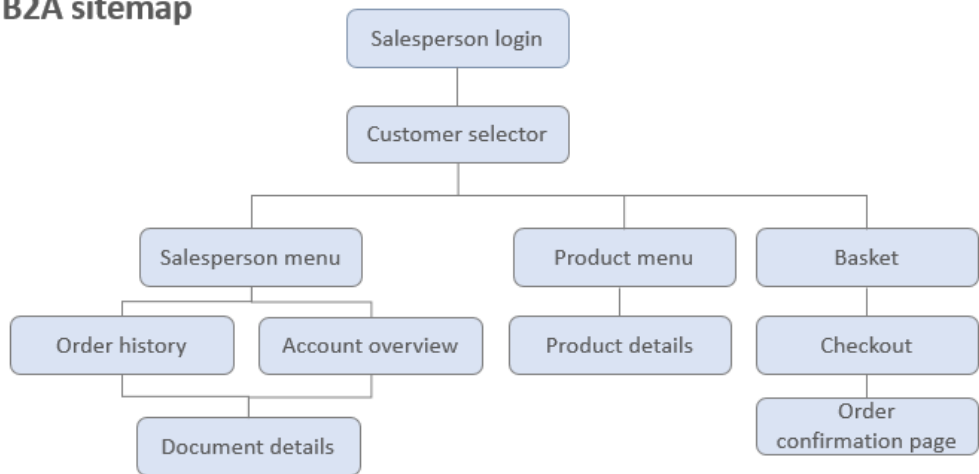 B2A sitemap
Salesperson login
Customer selector
Salesperson menu
Product menu
Basket
Order history
Account overview
Product details
Checkout
Order
confirmation page
Document details